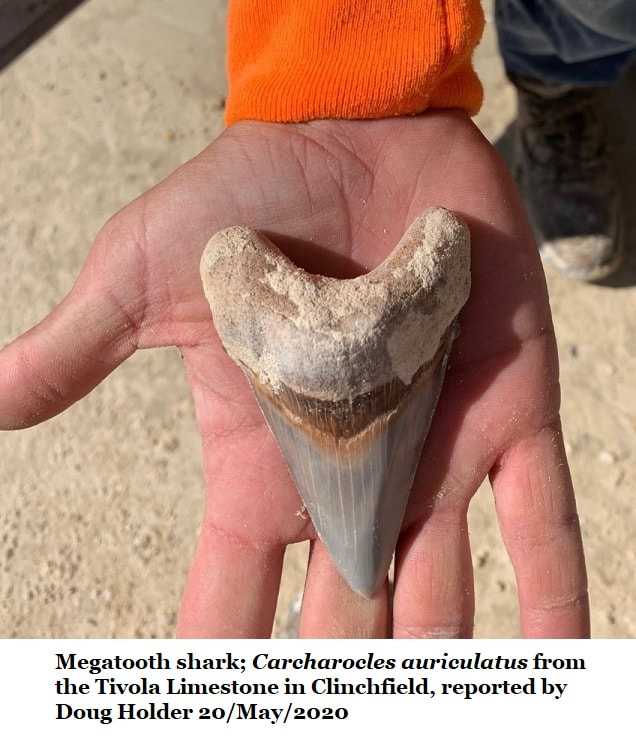 Megatooth shark; Carcharocles auriculatus from
the Tivola Limestone in Clinchfield, reported by
Doug Holder 20/May/2020